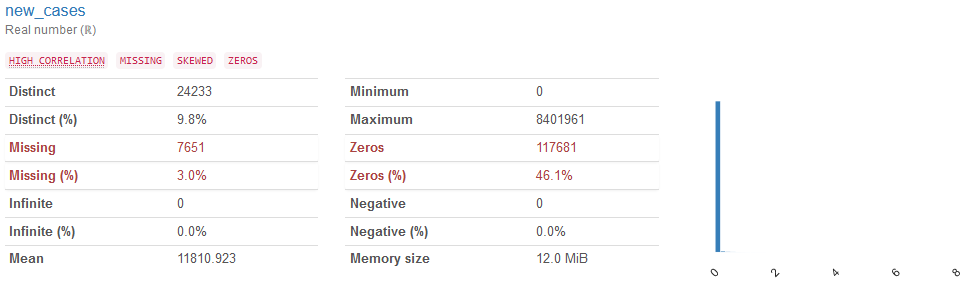 new_cases
Real number (ℝ)
HIGH CORRELATION MISSING SKEWED ZEROS
Distinct 24233
Distinct (%) 9.8%
Missing 7651
Missing (%) 3.0%
Infinite 0
Infinite (%) 0.0%
Mean 11810.923
Minimum 0
Maximum 8401961
Zeros 117681
Zeros (%) 46.1%
Negative 0
Negative (%) 0.0%
Memory size 12.0 MiB
0 2 4 6 8